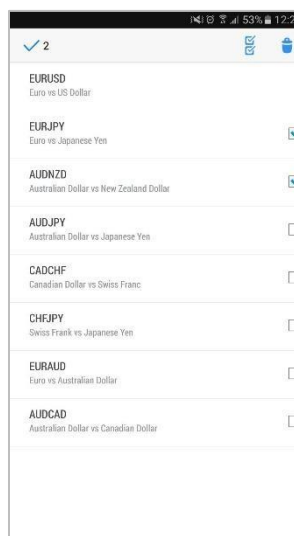 53% 12:2
2
EURUSD
Euro vs US Dollar
EURJPY
Euro vs Japanese Yen
AUDNZD
Australian Dollar vs New Zealand Dollar
AUDJPY
Australian Dollar vs Japanese Yen
CADCHF
Canadian Dollar vs Swiss Franc
CHFJPY
Swiss Frank vs Japanese Yen
EURAUD
Euro vs Australian Dollar
AUDCAD
Australian Dollar vs Canadian Dollar